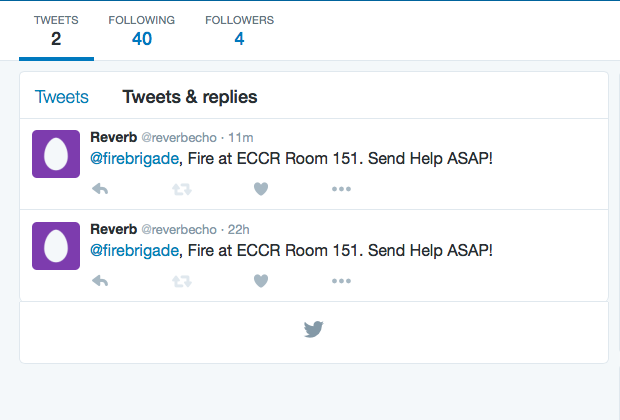 TWEETS FOLLOWING FOLLOWERS
2 40 4
Tweets Tweets & replies
Reverb @reverbecho · 11m
@firebrigade, Fire at ECCR Room 151. Send Help ASAP!
Reverb @reverbecho · 22h
@firebrigade, Fire at ECCR Room 151. Send Help ASAP!